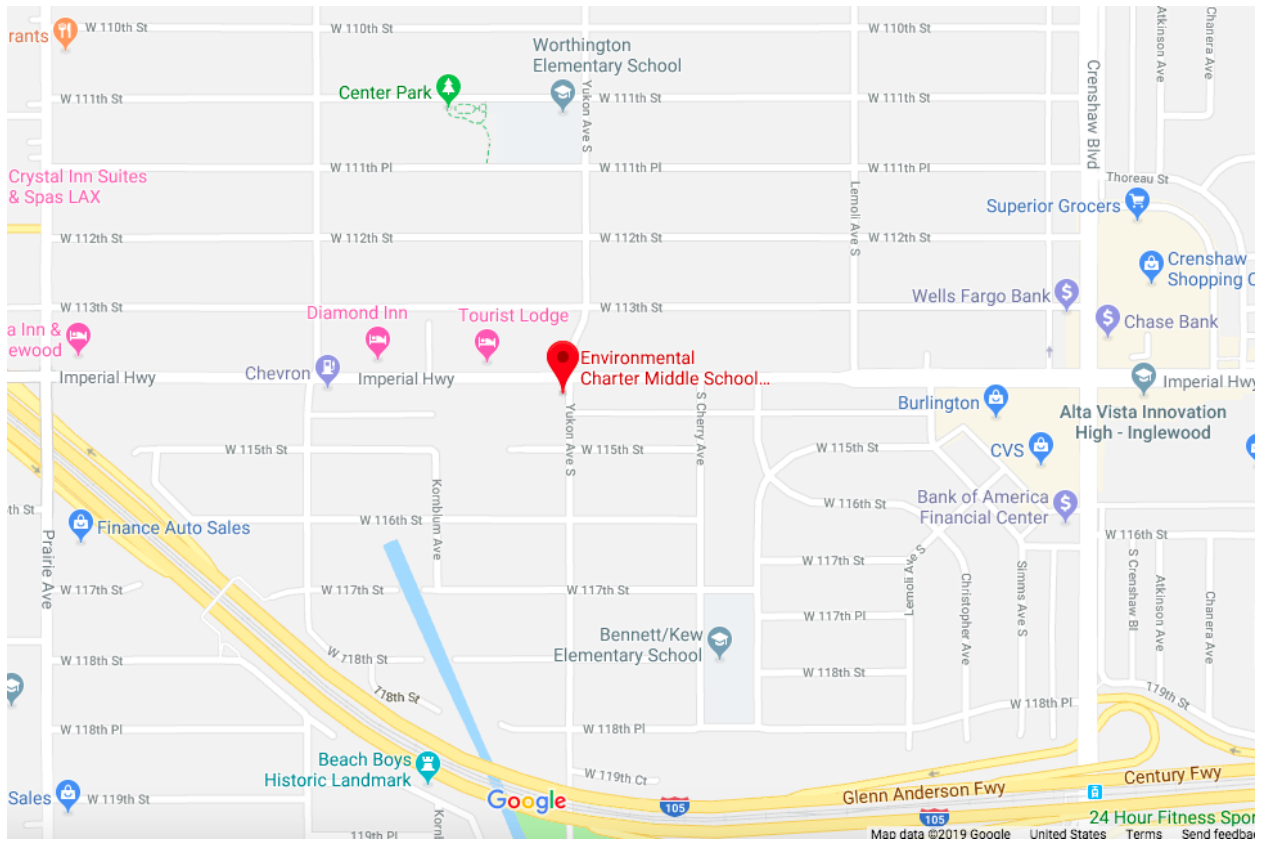 W 110th St
W 110th St
W 110th St
rants
Atkinson Ave
Chanera Ave
Worthington
Elementary School
Crenshaw Blvd
Center Park
W 111th St
W 111th St
W 111th St
Yukon Ave S
W 111th Pl
W 111th Pl
Crystal Inn Suites
& Spas LAX
Thoreau St
Lemoli Ave S
Superior Grocers
W 112th St
W 112th St
W 112th St
W 112th St
Crenshaw
Shopping C
Wells Fargo Bank
W 113th St
W 113th St
Diamond Inn
Tourist Lodge
Chase Bank
a Inn &
ewood
Environmental
Charter Middle School...
Imperial Hwy
Chevron
Imperial Hwy
Imperial Hwy
Burlington
Alta Vista Innovation
High - Inglewood
Yukon Ave S
S Cherry Ave
W 115th St
W 115th St
W 115th St
CVS
Kornblum Ave
Bank of America
Financial Center
W 116th St
W 116th St
W 116th St
th St
Finance Auto Sales
Prairie Ave
W 117th St
W 117th St
W 117th St
W 117th St
Lemoli Ave S
Christopher Ave
Simms Ave S
S Crenshaw Bl
Atkinson Ave
Chanera Ave
W 117th Pl
Bennett/Kew
Elementary School
W 118th St
W 118th St
118th St
W 118th St
119th St
W 118th Pl
W 118th Pl
W 118th Pl
Beach Boys
Historic Landmark
W 119th Ct
Sales
W 119th St
Google
105
Glenn Anderson Fwy
Century Fwy
105
24 Hour Fitness Spor
Korn
119th Pl
Map data ©2019 Google United States Terms Send feedba